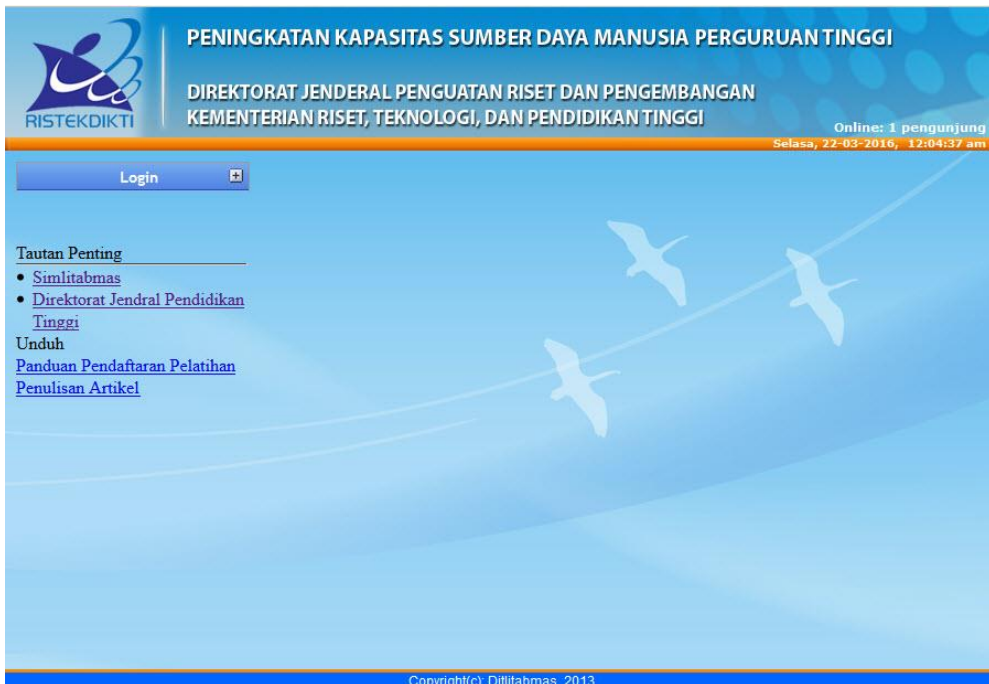 PENINGKATAN KAPASITAS SUMBER DAYA MANUSIA PERGURUAN TINGGI
DIREKTORAT JENDERAL PENGUATAN RISET DAN PENGEMBANGAN
KEMENTERIAN RISET, TEKNOLOGI, DAN PENDIDIKAN TINGGI
RISTEKDIKTI
Online: 1 pengunjung
Selasa, 22-03-2016, 12:04:37 am
Login
Tautan Penting
Simlitabmas
Direktorat Jendral Pendidikan
Tinggi
Unduh
Panduan Pendaftaran Pelatihan
Penulisan Artikel
Copyright(c): Ditlitabmas, 2013